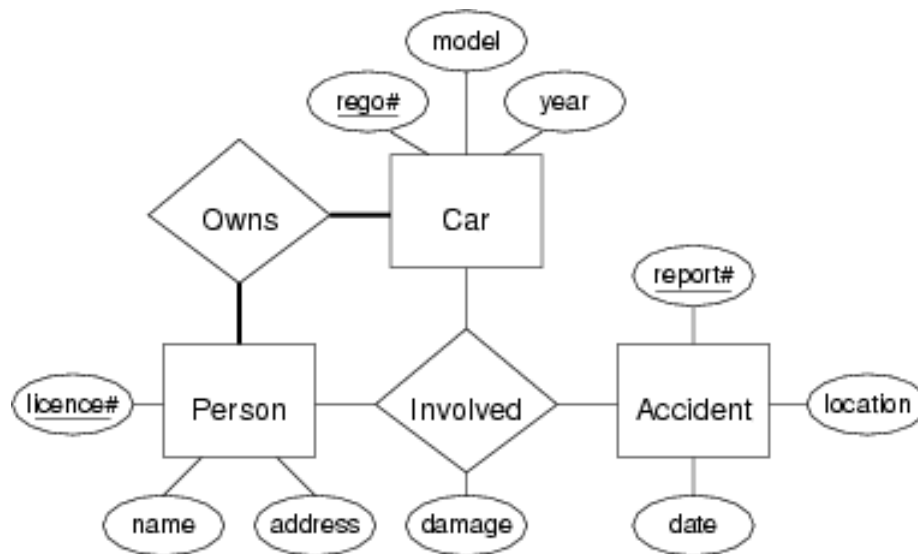 model
rego#
year
Owns
Car
report#
licence#
Person
Involved
Accident
location
name
address
damage
date